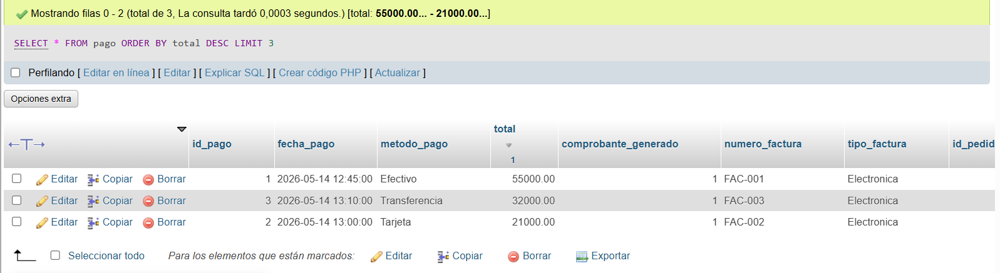 Mostrando filas 0 - 2 (total de 3, La consulta tardó 0,0003 segundos.) [total: 55000.00... - 21000.00...]
SELECT * FROM pago ORDER BY total DESC LIMIT 3
Perfilando [ Editar en línea ] [ Editar ] [ Explicar SQL ] [ Crear código PHP ] [ Actualizar ]
Opciones extra
id_pago fecha_pago metodo_pago total 1 comprobante_generado numero_factura tipo_factura id_pedid
Editar Copiar Borrar 1 2026-05-14 12:45:00 Efectivo 55000.00 1 FAC-001 Electronica
Editar Copiar Borrar 3 2026-05-14 13:10:00 Transferencia 32000.00 1 FAC-003 Electronica
Editar Copiar Borrar 2 2026-05-14 13:00:00 Tarjeta 21000.00 1 FAC-002 Electronica
Seleccionar todo Para los elementos que están marcados: Editar Copiar Borrar Exportar